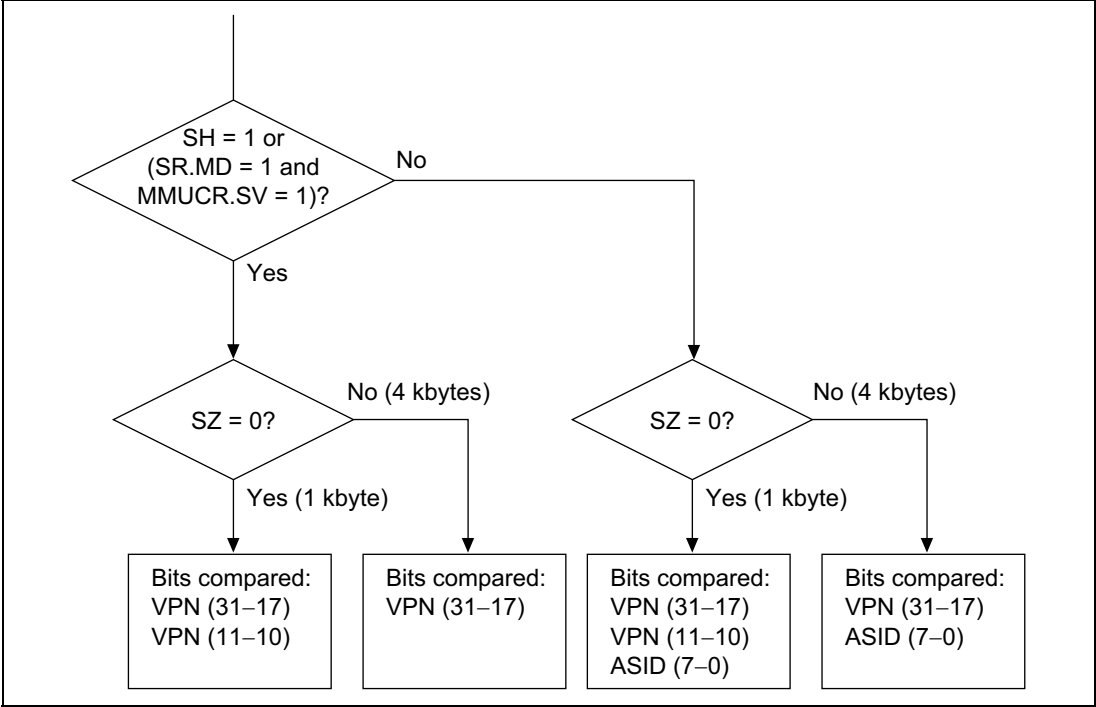 SH = 1 or
(SR.MD = 1 and
MMUCR.SV = 1)?
No
Yes
SZ = 0?
No (4 kbytes)
Yes (1 kbyte)
SZ = 0?
No (4 kbytes)
Yes (1 kbyte)
Bits compared:
VPN (31−17)
VPN (11−10)
Bits compared:
VPN (31−17)
Bits compared:
VPN (31−17)
VPN (11−10)
ASID (7−0)
Bits compared:
VPN (31−17)
ASID (7−0)